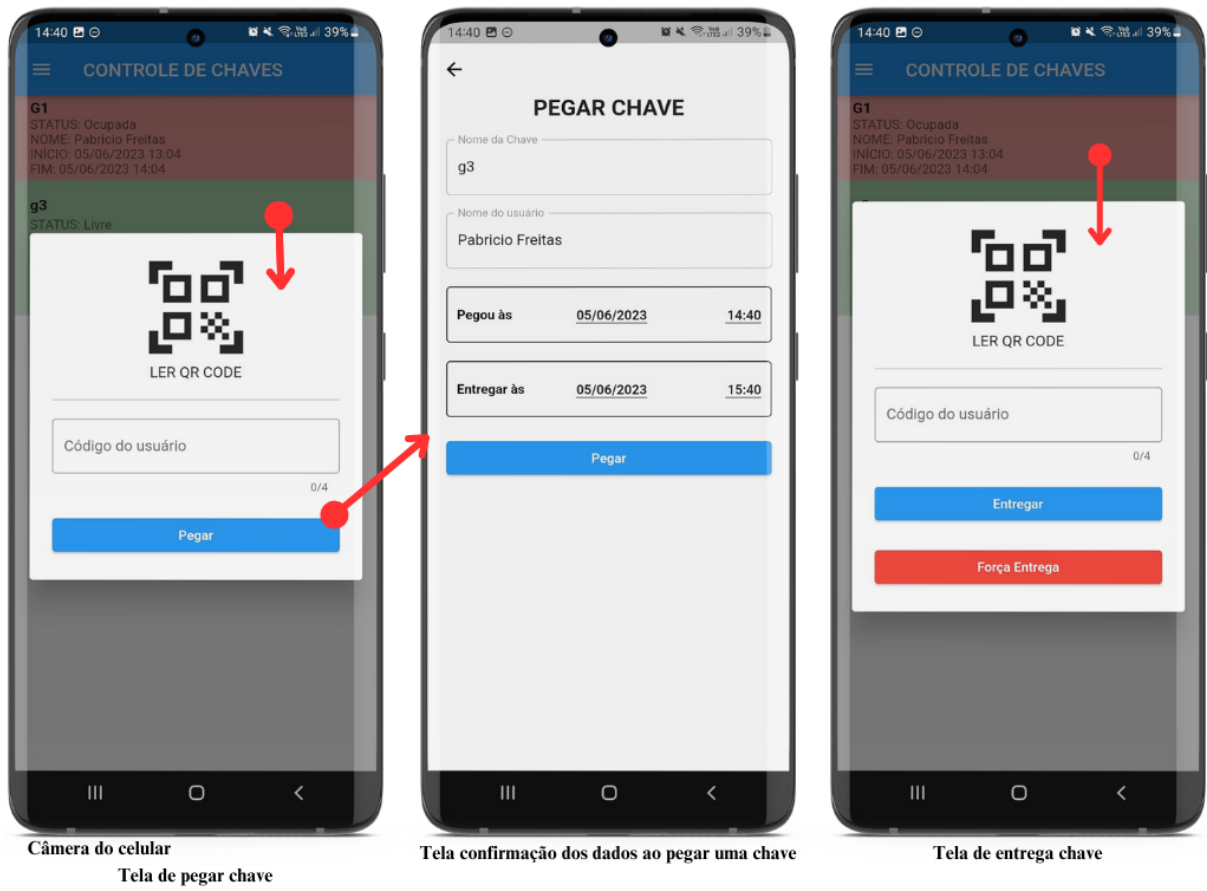 14:40 39%
CONTROLE DE CHAVES
G1
STATUS: Ocupada
NOME: Pabricio Freitas
INÍCIO: 05/06/2023 13:04
FIM: 05/06/2023 14:04
g3
STATUS: Livre
LER QR CODE
Código do usuário
0/4
Pegar
Câmera do celular
Tela de pegar chave
14:40 39%
PEGAR CHAVE
Nome da Chave
g3
Nome do usuário
Pabricio Freitas
Pegou às 05/06/2023 14:40
Entregar às 05/06/2023 15:40
Pegar
Tela confirmação dos dados ao pegar uma chave
14:40 39%
CONTROLE DE CHAVES
G1
STATUS: Ocupada
NOME: Pabricio Freitas
INÍCIO: 05/06/2023 13:04
FIM: 05/06/2023 14:04
LER QR CODE
Código do usuário
0/4
Entregar
Força Entrega
Tela de entrega chave